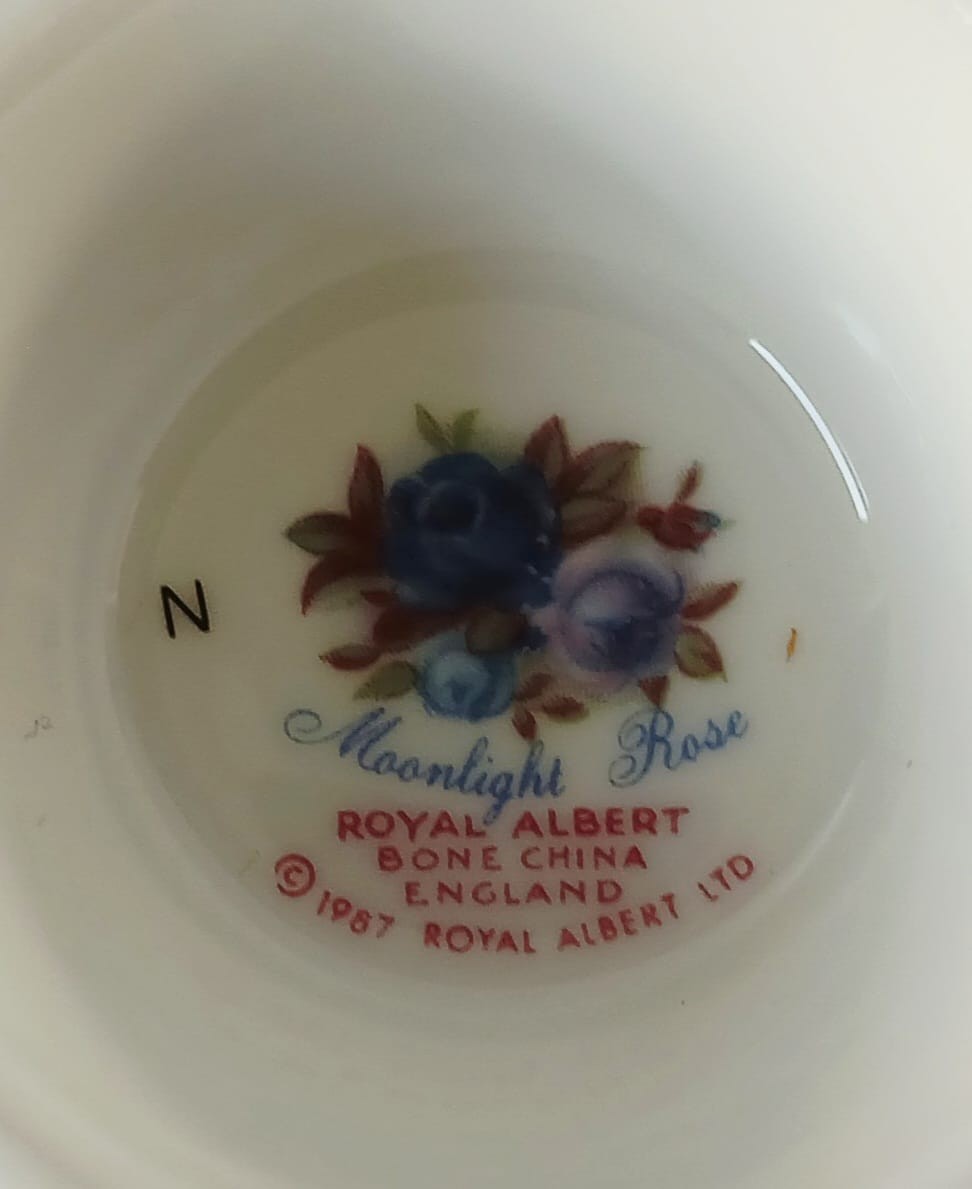 N
Moonlight Rose
ROYAL ALBERT
BONE CHINA
ENGLAND
© 1987 ROYAL ALBERT LTD